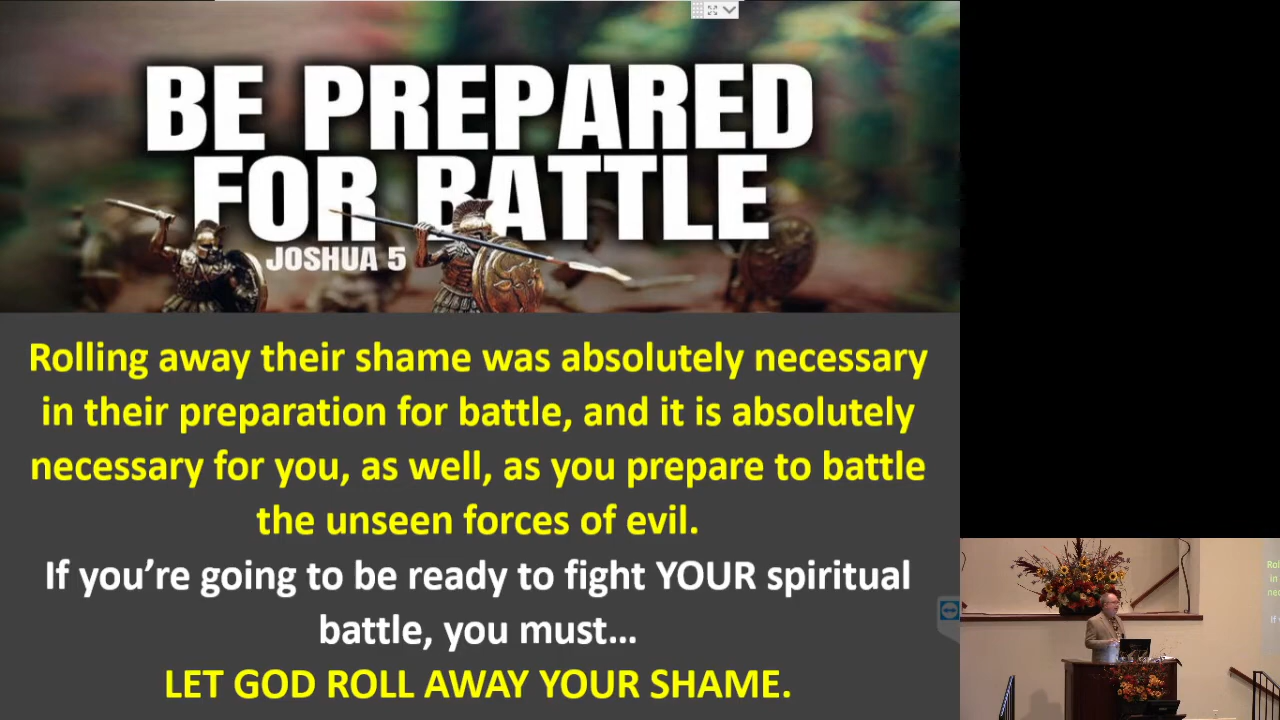 BE PREPARED
FOR BATTLE
JOSHUA 5
Rolling away their shame was absolutely necessary
in their preparation for battle, and it is absolutely
necessary for you, as well, as you prepare to battle
the unseen forces of evil.
If you’re going to be ready to fight YOUR spiritual
battle, you must...
LET GOD ROLL AWAY YOUR SHAME.